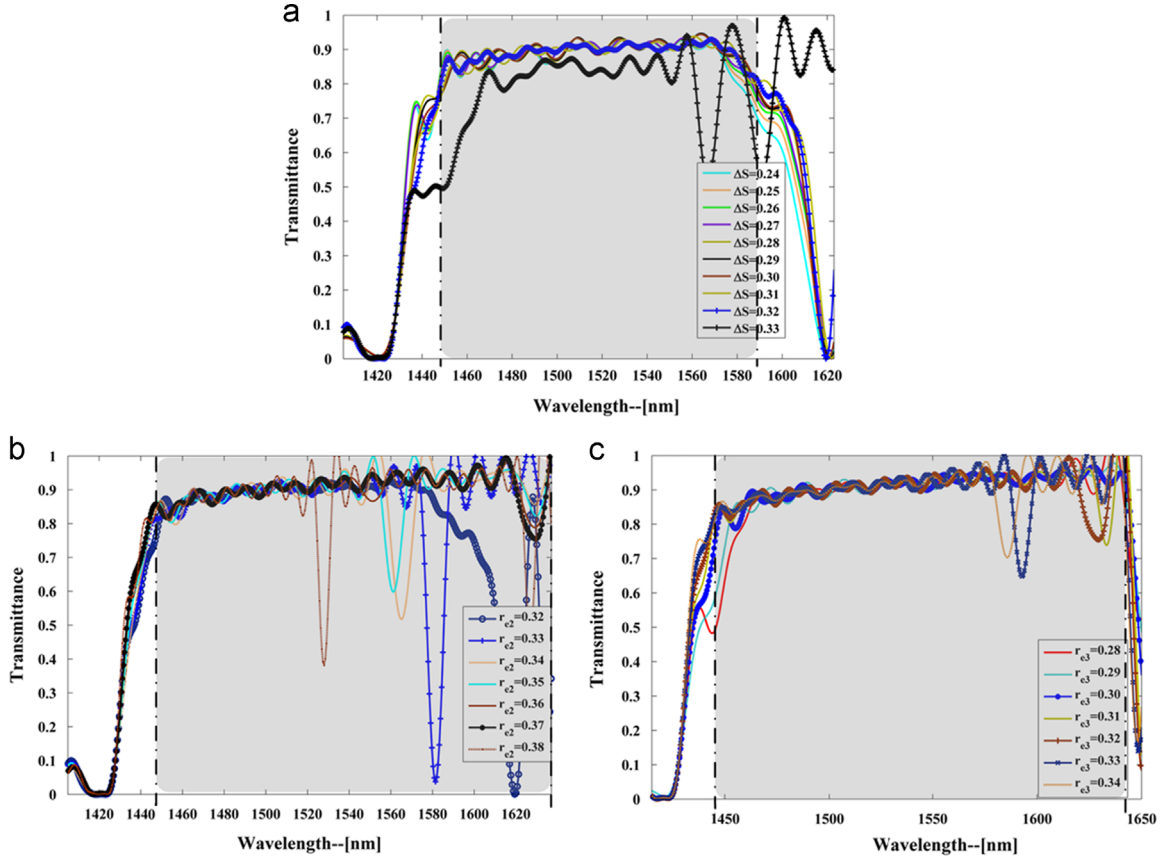 a
Transmittance
1
0.9
0.8
0.7
0.6
0.5
0.4
0.3
0.2
0.1
0
ΔS=0.24
ΔS=0.25
ΔS=0.26
ΔS=0.27
ΔS=0.28
ΔS=0.29
ΔS=0.30
ΔS=0.31
ΔS=0.32
ΔS=0.33
1420 1440 1460 1480 1500 1520 1540 1560 1580 1600 1620
Wavelength--[nm]
b
Transmittance
1
0.9
0.8
0.7
0.6
0.5
0.4
0.3
0.2
0.1
0
re2=0.32
re2=0.33
re2=0.34
re2=0.35
re2=0.36
re2=0.37
re2=0.38
1420 1440 1460 1480 1500 1520 1540 1560 1580 1600 1620
Wavelength--[nm]
c
Transmittance
1
0.9
0.8
0.7
0.6
0.5
0.4
0.3
0.2
0.1
0
re3=0.28
re3=0.29
re3=0.30
re3=0.31
re3=0.32
re3=0.33
re3=0.34
1450 1500 1550 1600 1650
Wavelength--[nm]